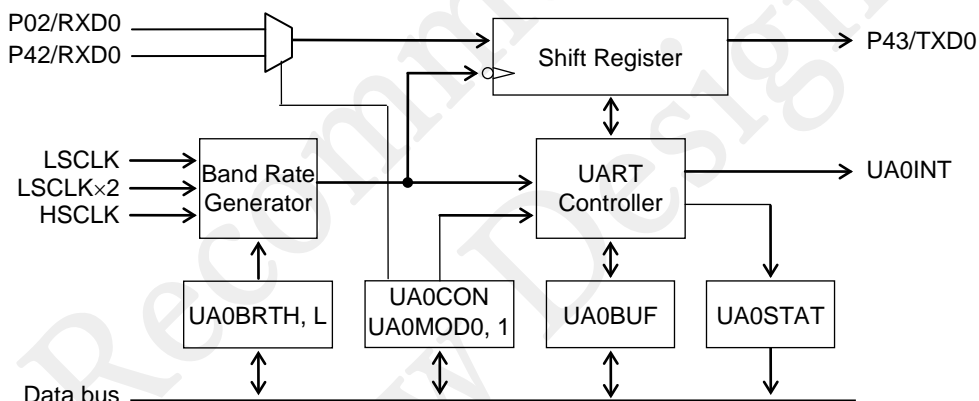 P02/RXD0
P42/RXD0
Shift Register
P43/TXD0
LSCLK
LSCLK×2
HSCLK
Band Rate
Generator
UART
Controller
UA0INT
UA0BRTH, L
UA0CON
UA0MOD0, 1
UA0BUF
UA0STAT
Data bus